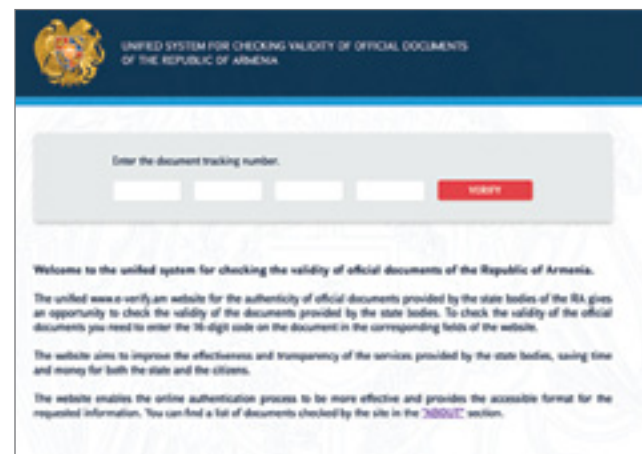 UNIFIED SYSTEM FOR CHECKING VALIDITY OF OFFICIAL DOCUMENTS
OF THE REPUBLIC OF ARMENIA
Enter the document tracking number.
VERIFY
Welcome to the unified system for checking the validity of official documents of the Republic of Armenia.
The unified www.e-verify.am website for the authenticity of official documents provided by the state bodies of the RA gives
an opportunity to check the validity of the documents provided by the state bodies. To check the validity of the official
documents you need to enter the 16-digit code on the document in the corresponding fields of the website.
The website aims to improve the effectiveness and transparency of the services provided by the state bodies, saving time
and money for both the state and the citizens.
The website enables the online authentication process to be more effective and provides the accessible format for the
requested information. You can find a list of documents checked by the site in the "ABOUT" section.